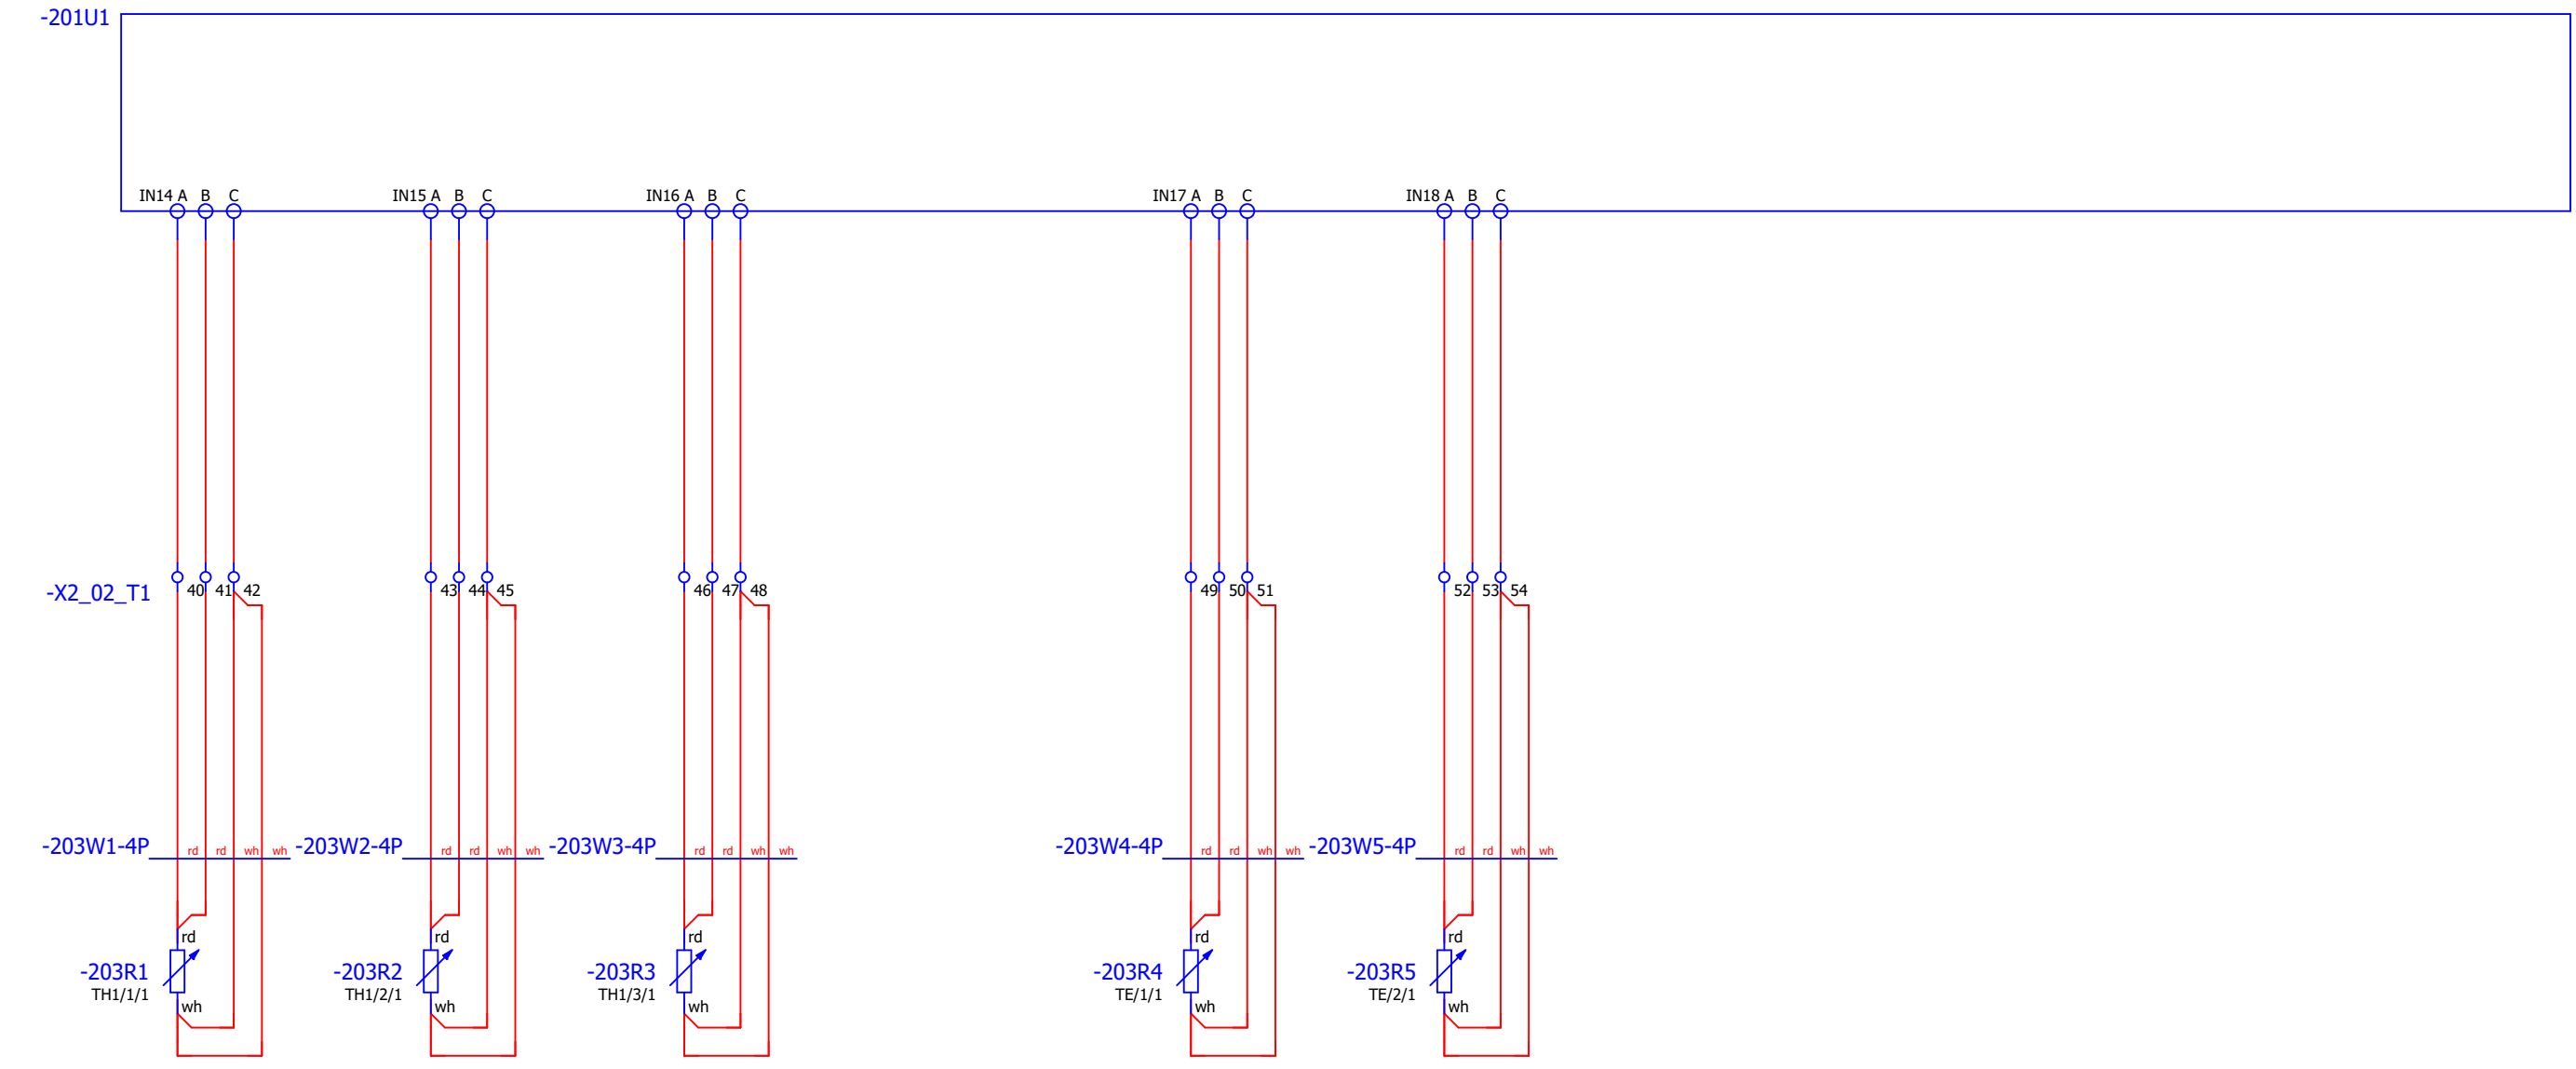 -201U1
IN14 A B C IN15 A B C IN16 A B C IN17 A B C IN18 A B C
-X2_02_T1 40 41 42 43 44 45 46 47 48 49 50 51 52 53 54
-203W1-4P rd rd wh wh -203W2-4P rd rd wh wh -203W3-4P rd rd wh wh -203W4-4P rd rd wh wh -203W5-4P rd rd wh wh
rd rd rd rd rd
-203R1 -203R2 -203R3 -203R4 -203R5
TH1/1/1 TH1/2/1 TH1/3/1 TE/1/1 TE/2/1
wh wh wh wh wh